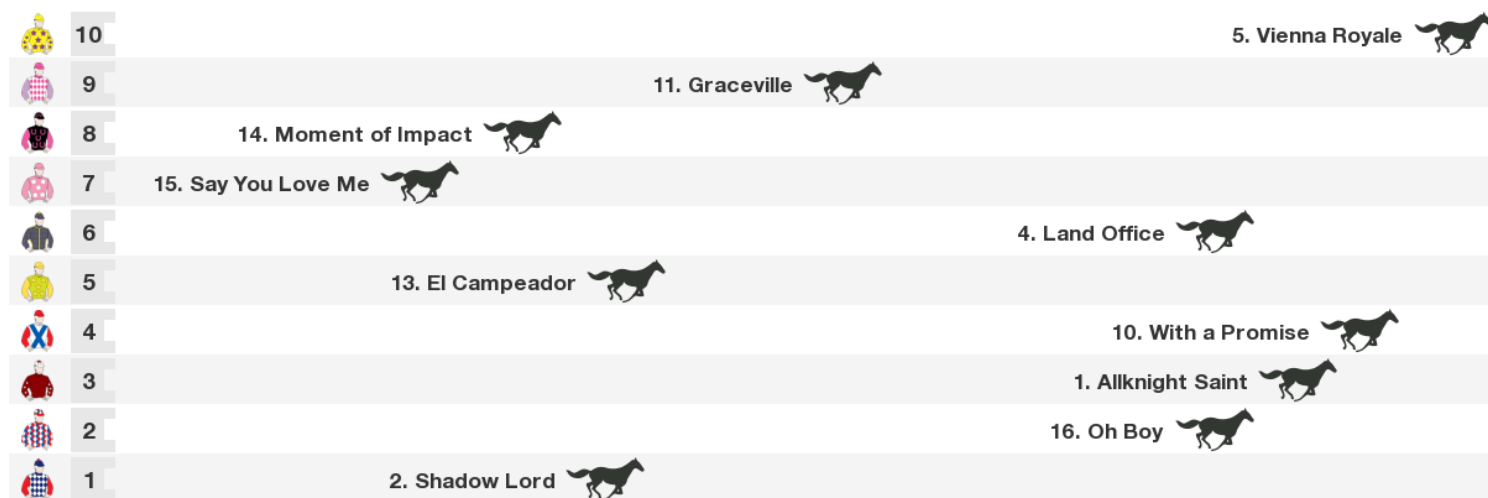 10 5. Vienna Royale
9 11. Graceville
8 14. Moment of Impact
7 15. Say You Love Me
6 4. Land Office
5 13. El Campeador
4 10. With a Promise
3 1. Allknight Saint
2 16. Oh Boy
1 2. Shadow Lord